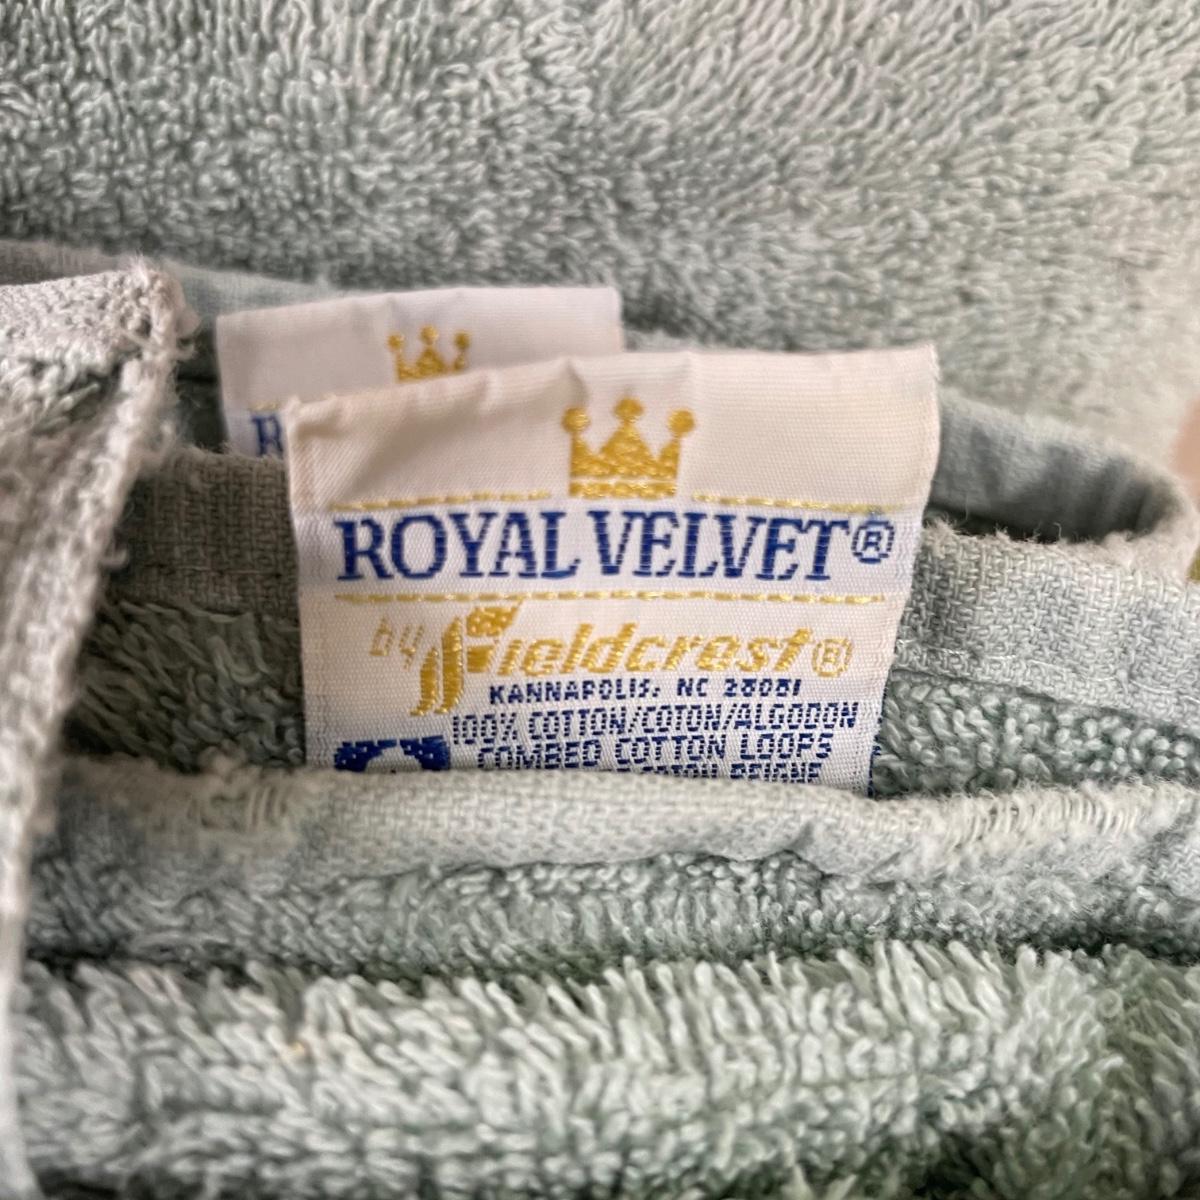 R
ROYAL VELVET®
by Fieldcrest®
KANNAPOLIS, NC 28081
100% COTTON/COTON/ALGODON
COMBED COTTON LOOPS